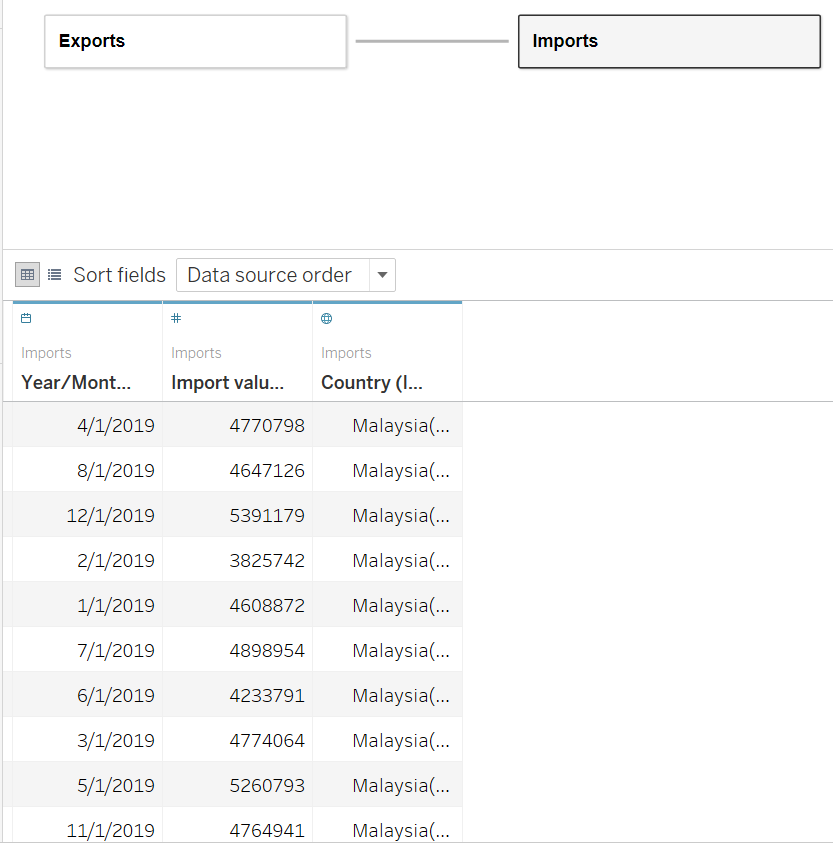 Exports Imports
Sort fields Data source order
Imports Imports Imports
Year/Mont... Import valu... Country (I...
4/1/2019 4770798 Malaysia(...
8/1/2019 4647126 Malaysia(...
12/1/2019 5391179 Malaysia(...
2/1/2019 3825742 Malaysia(...
1/1/2019 4608872 Malaysia(...
7/1/2019 4898954 Malaysia(...
6/1/2019 4233791 Malaysia(...
3/1/2019 4774064 Malaysia(...
5/1/2019 5260793 Malaysia(...
11/1/2019 4764941 Malaysia(...